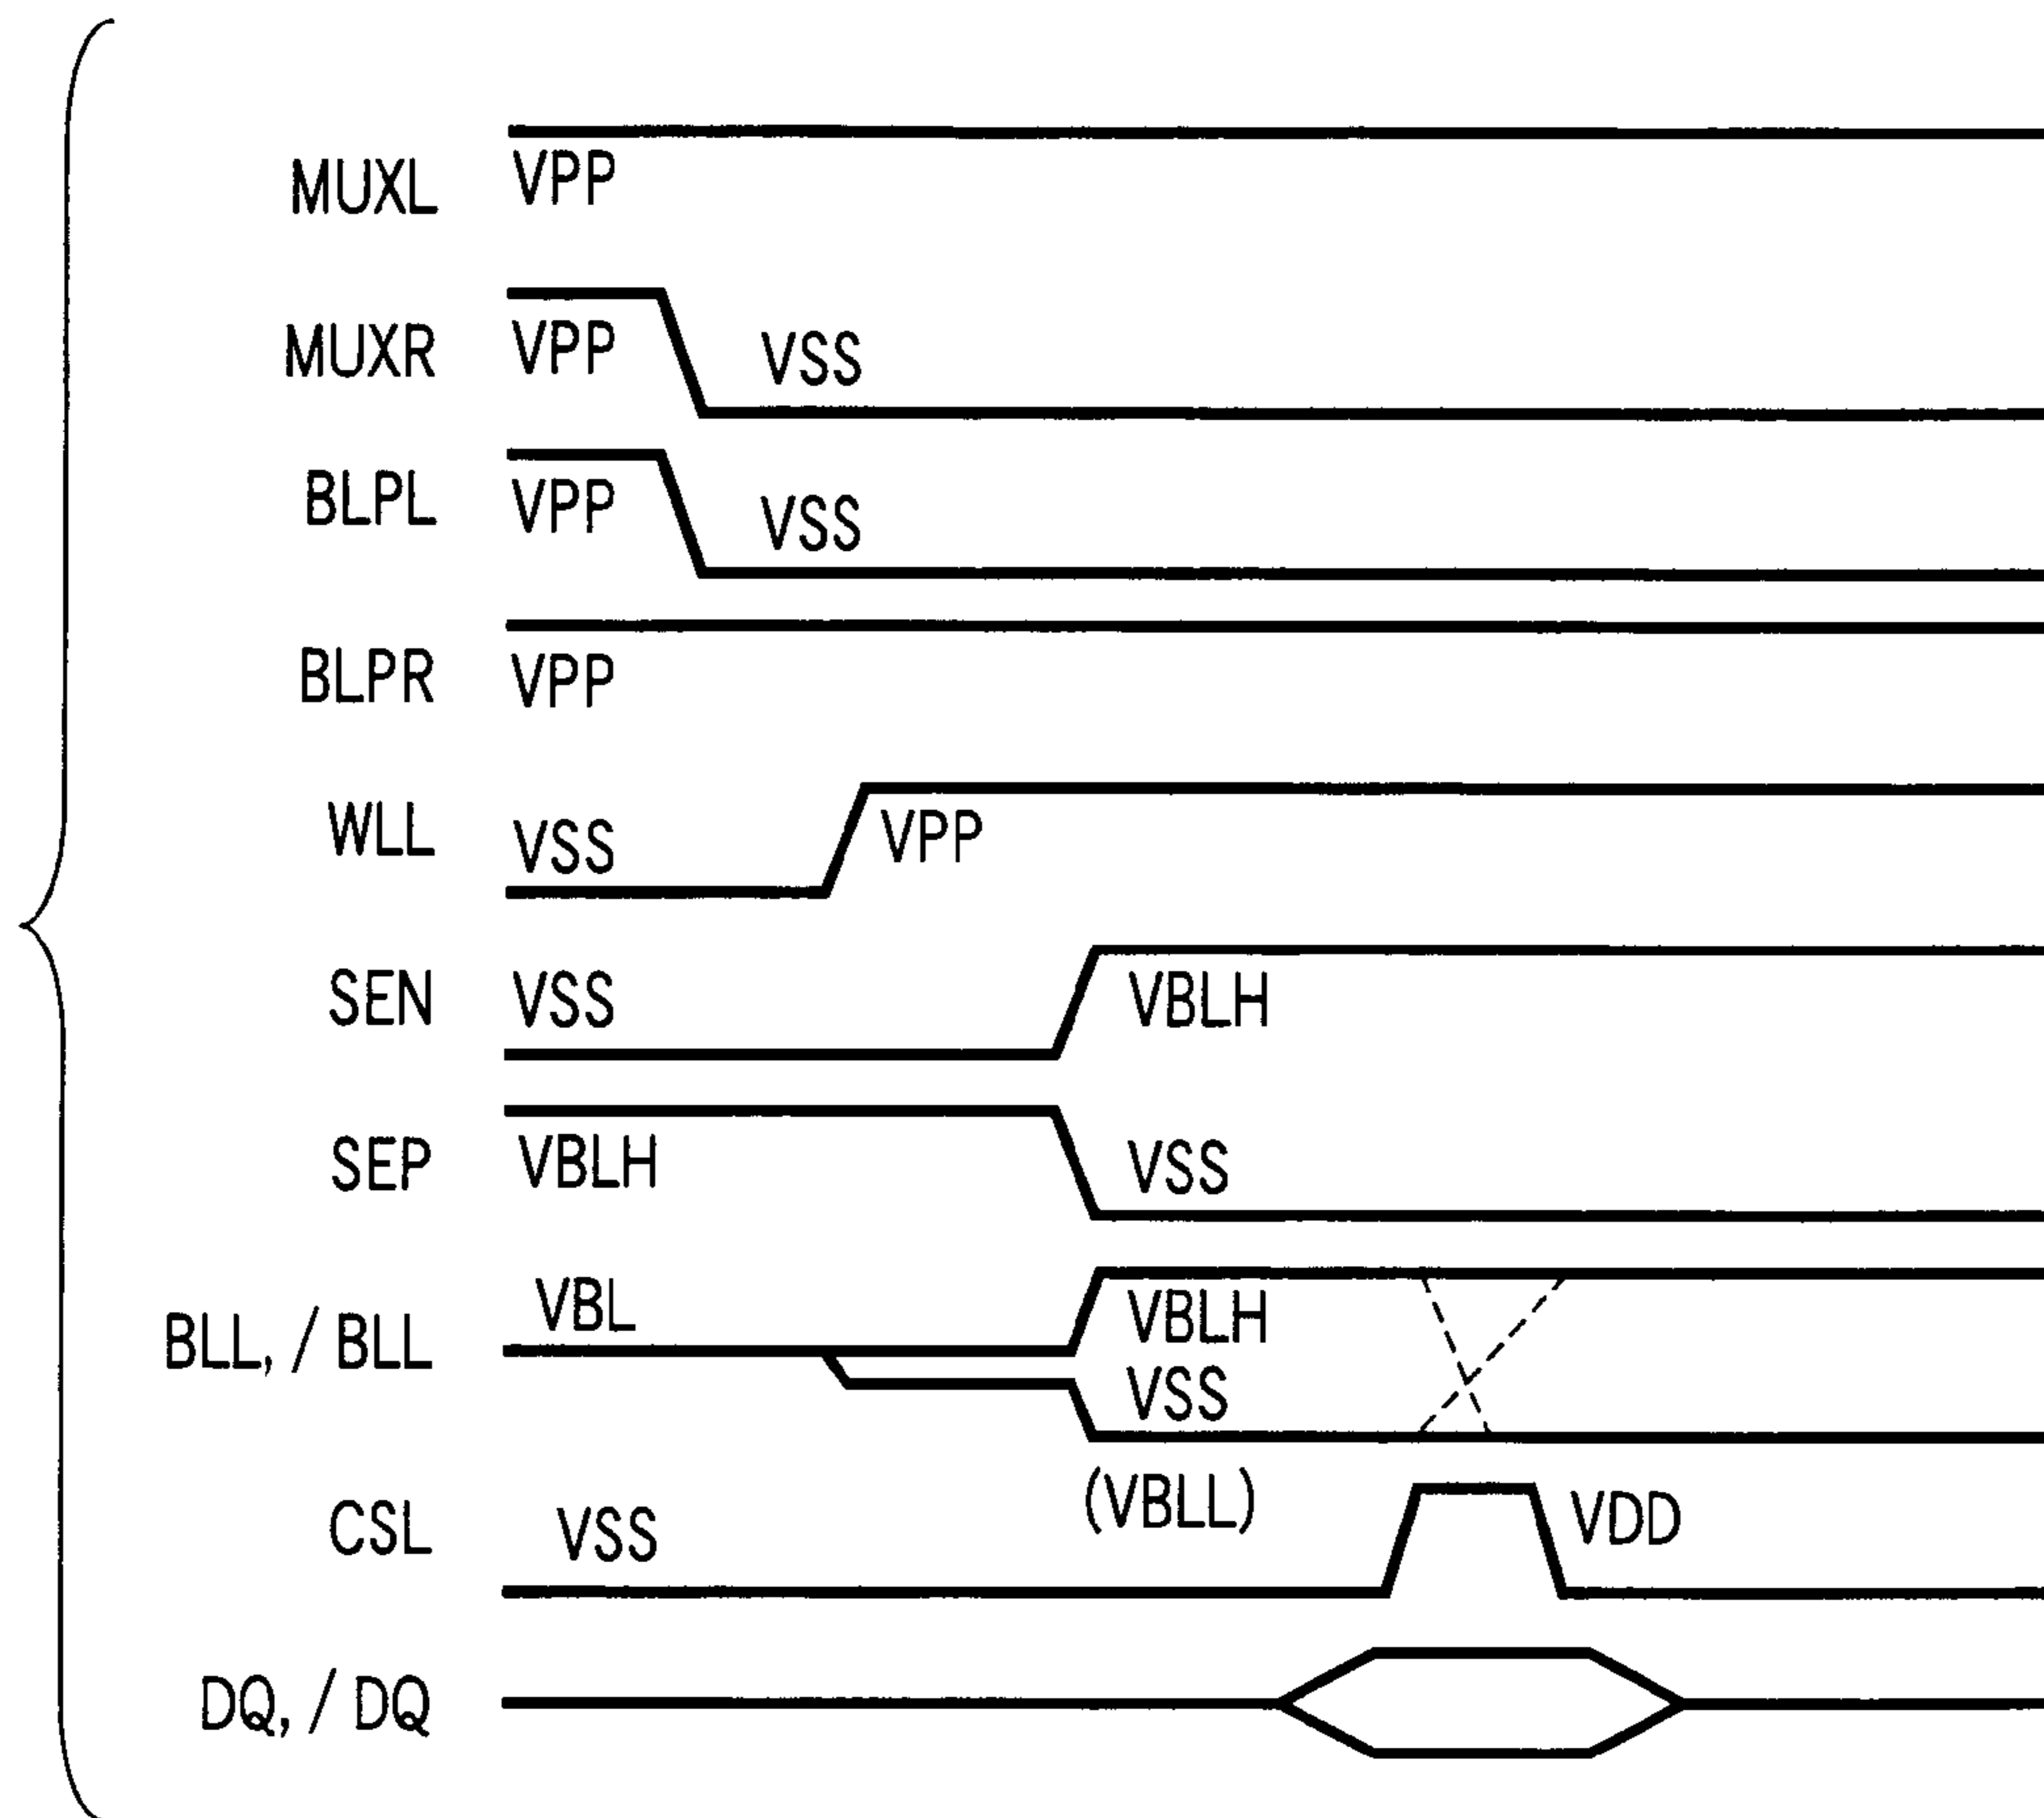 MUXL VPP
MUXR VPP VSS
BLPL VPP VSS
BLPR VPP
WLL VSS VPP
SEN VSS VBLH
SEP VBLH VSS
BLL, / BLL VBL VBLH
VSS
(VBLL)
CSL VSS VDD
DQ, / DQ